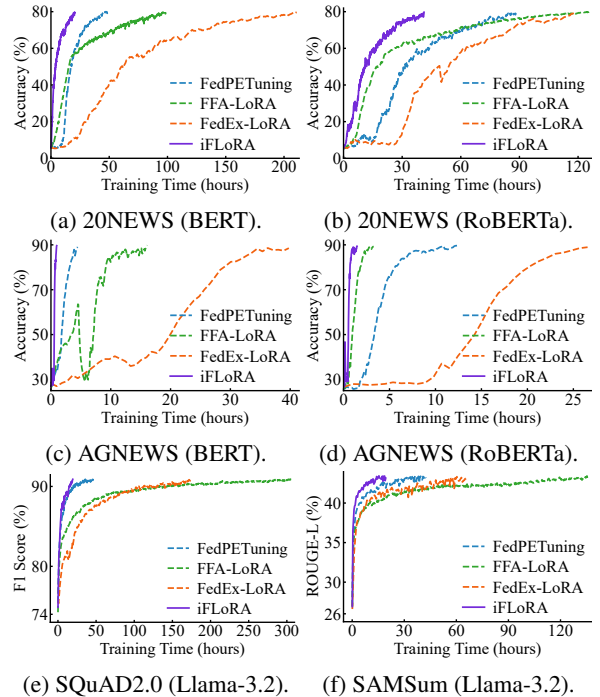 80
60
40
20
0
Accuracy (%)
FedPETuning
FFA-LoRA
FedEx-LoRA
iFLoRA
0 50 100 150 200
Training Time (hours)
(a) 20NEWS (BERT).
80
60
40
20
0
Accuracy (%)
FedPETuning
FFA-LoRA
FedEx-LoRA
iFLoRA
0 30 60 90 120
Training Time (hours)
(b) 20NEWS (RoBERTa).
90
70
50
30
Accuracy (%)
FedPETuning
FFA-LoRA
FedEx-LoRA
iFLoRA
0 10 20 30 40
Training Time (hours)
(c) AGNEWS (BERT).
90
70
50
30
Accuracy (%)
FedPETuning
FFA-LoRA
FedEx-LoRA
iFLoRA
0 5 10 15 20 25
Training Time (hours)
(d) AGNEWS (RoBERTa).
90
80
74
F1 Score (%)
FedPETuning
FFA-LoRA
FedEx-LoRA
iFLoRA
0 50 100 150 200 250 300
Training Time (hours)
(e) SQuAD2.0 (Llama-3.2).
43
38
33
29
26
ROUGE-L (%)
FedPETuning
FFA-LoRA
FedEx-LoRA
iFLoRA
0 30 60 90 120
Training Time (hours)
(f) SAMSum (Llama-3.2).